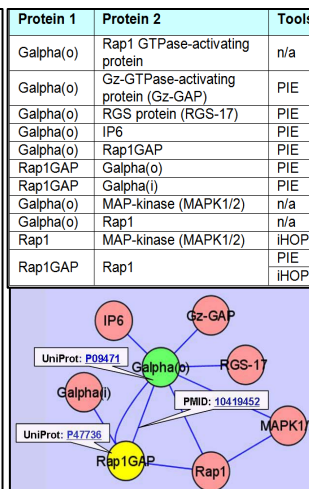 Protein 1 Protein 2 Tools
Galpha(o) Rap1 GTPase-activating protein n/a
Galpha(o) Gz-GTPase-activating protein (Gz-GAP) PIE
Galpha(o) RGS protein (RGS-17) PIE
Galpha(o) IP6 PIE
Galpha(o) Rap1GAP PIE
Rap1GAP Galpha(o) PIE
Rap1GAP Galpha(i) PIE
Galpha(o) MAP-kinase (MAPK1/2) n/a
Galpha(o) Rap1 n/a
Rap1 MAP-kinase (MAPK1/2) iHOP
Rap1GAP Rap1 PIE
iHOP
IP6
Gz-GAP
UniProt: P09471
Galpha(o)
RGS-17
Galpha(i)
PMID: 10419452
UniProt: P47736
MAPK1/
Rap1GAP
Rap1